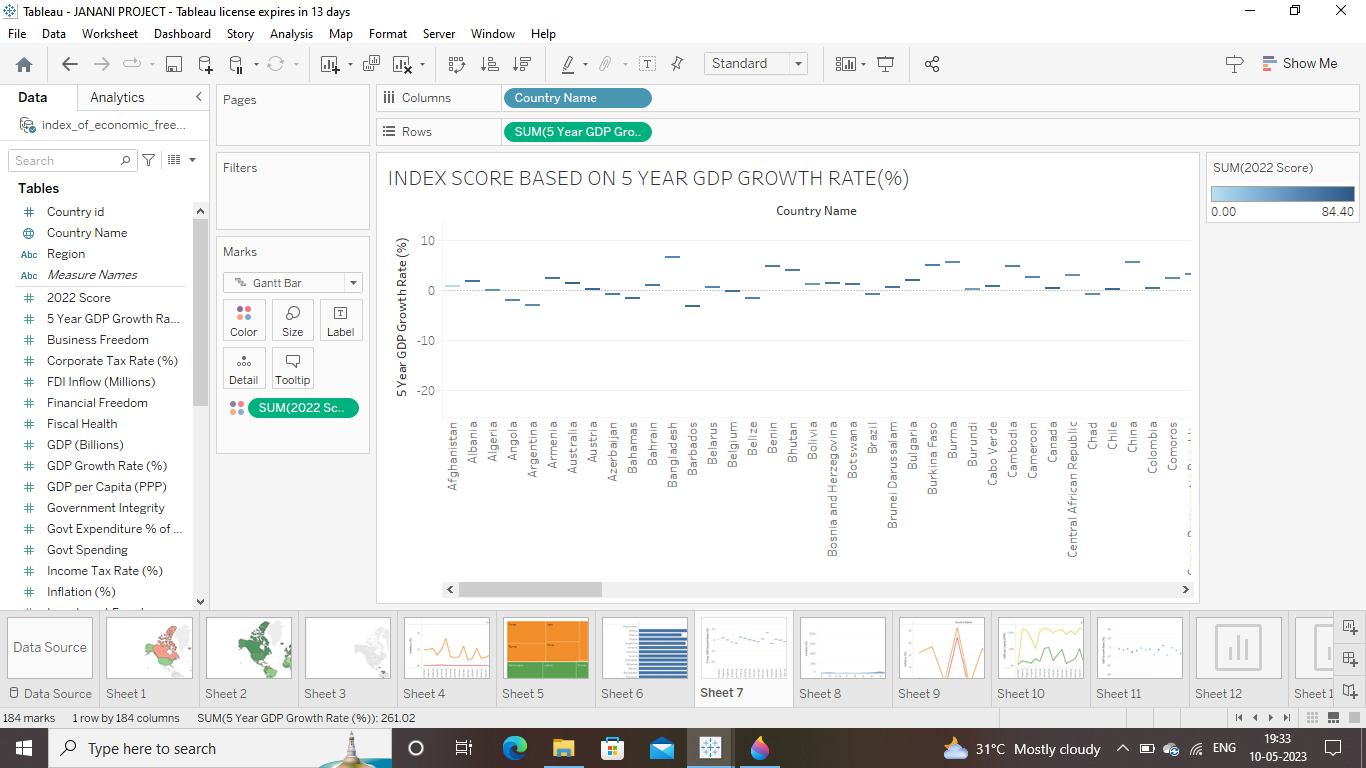 Tableau - JANANI PROJECT - Tableau license expires in 13 days
File Data Worksheet Dashboard Story Analysis Map Format Server Window Help
Standard
Show Me
Data Analytics
index_of_economic_free...
Search
Tables
Country id
Country Name
Abc Region
Abc Measure Names
2022 Score
5 Year GDP Growth Ra...
Business Freedom
Corporate Tax Rate (%)
FDI Inflow (Millions)
Financial Freedom
Fiscal Health
GDP (Billions)
GDP Growth Rate (%)
GDP per Capita (PPP)
Government Integrity
Govt Expenditure % of ...
Govt Spending
Income Tax Rate (%)
Inflation (%)
Pages
Filters
Marks
Gantt Bar
Color Size Label
Detail Tooltip
SUM(2022 Sc..
Columns Country Name
Rows SUM(5 Year GDP Gro..
INDEX SCORE BASED ON 5 YEAR GDP GROWTH RATE(%)
Country Name
5 Year GDP Growth Rate (%)
10
0
-10
-20
Afghanistan
Albania
Algeria
Angola
Argentina
Armenia
Australia
Austria
Azerbaijan
Bahamas
Bahrain
Bangladesh
Barbados
Belarus
Belgium
Belize
Benin
Bhutan
Bolivia
Bosnia and Herzegovina
Botswana
Brazil
Brunei Darussalam
Bulgaria
Burkina Faso
Burma
Burundi
Cabo Verde
Cambodia
Cameroon
Canada
Central African Republic
Chad
Chile
China
Colombia
Comoros
SUM(2022 Score)
0.00 84.40
Data Source
Data Source Sheet 1 Sheet 2 Sheet 3 Sheet 4 Sheet 5 Sheet 6 Sheet 7 Sheet 8 Sheet 9 Sheet 10 Sheet 11 Sheet 12 Sheet 1
184 marks 1 row by 184 columns SUM(5 Year GDP Growth Rate (%)): 261.02
Type here to search
31°C Mostly cloudy
ENG
19:33
10-05-2023